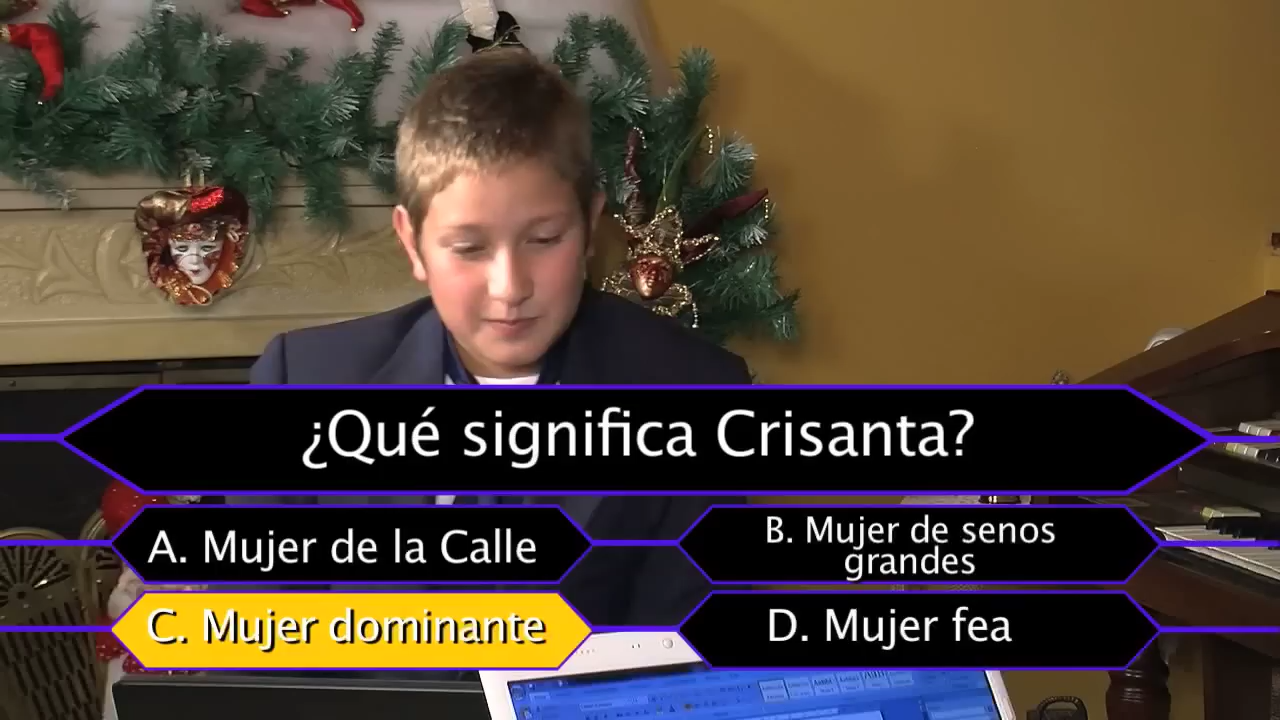 ¿Qué significa Crisanta?
A. Mujer de la Calle
B. Mujer de senos
grandes
C. Mujer dominante
D. Mujer fea